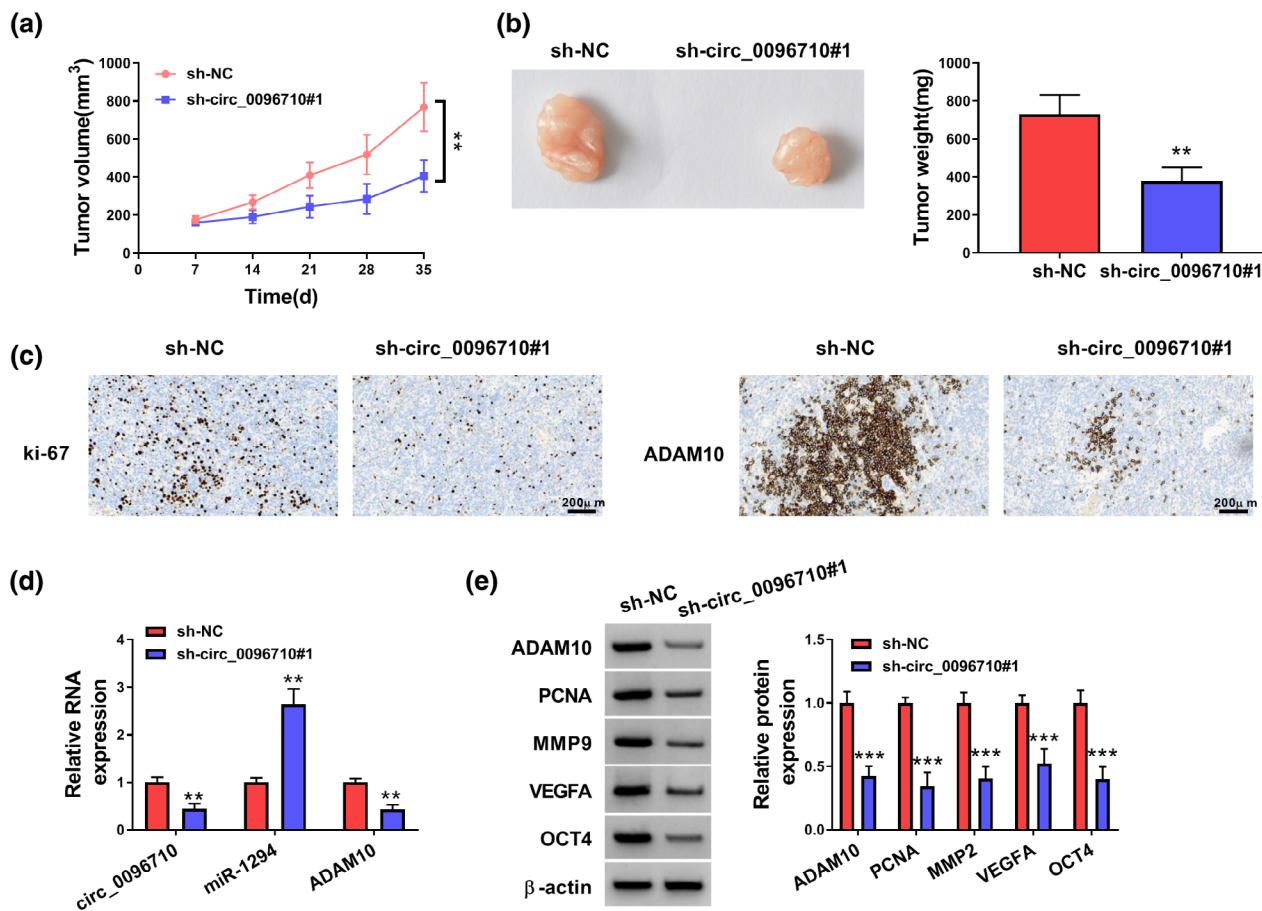 (a)
Tumor volume(mm3)
1000
800
600
400
200
0
sh-NC
sh-circ_0096710#1
**
0 7 14 21 28 35
Time(d)
(b)
sh-NC sh-circ_0096710#1
Tumor weight(mg)
1000
800
600
400
200
0
**
sh-NC sh-circ_0096710#1
(c)
sh-NC sh-circ_0096710#1
ki-67
200μm
sh-NC sh-circ_0096710#1
ADAM10
200μm
(d)
Relative RNA
expression
4
3
2
1
0
sh-NC
sh-circ_0096710#1
** ** **
circ_0096710 miR-1294 ADAM10
(e)
sh-NC sh-circ_0096710#1
ADAM10
PCNA
MMP9
VEGFA
OCT4
β-actin
Relative protein
expression
1.5
1.0
0.5
0.0
sh-NC
sh-circ_0096710#1
*** *** *** *** ***
ADAM10 PCNA MMP2 VEGFA OCT4